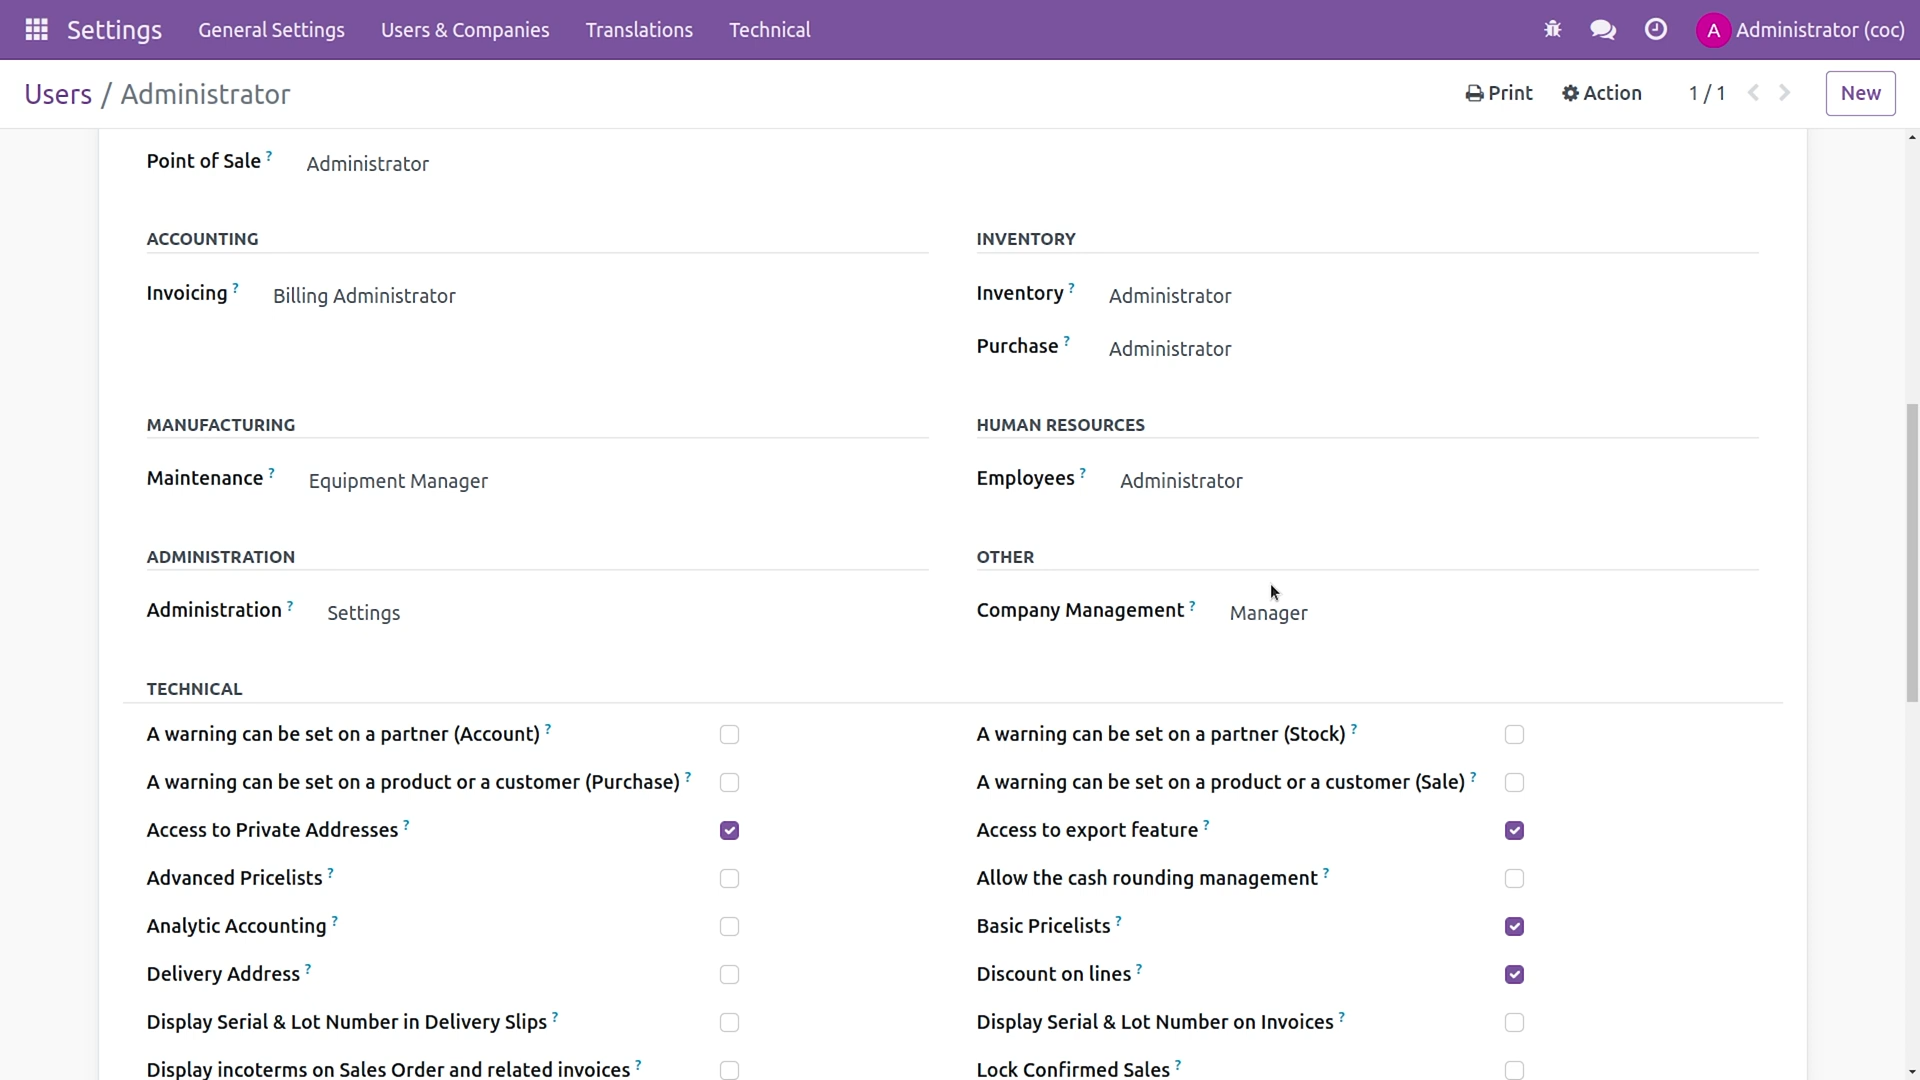 Settings General Settings Users & Companies Translations Technical A Administrator (coc)
Users / Administrator Print Action 1 / 1 New
Point of Sale ? Administrator
ACCOUNTING INVENTORY
Invoicing ? Billing Administrator Inventory ? Administrator
Purchase ? Administrator
MANUFACTURING HUMAN RESOURCES
Maintenance ? Equipment Manager Employees ? Administrator
ADMINISTRATION OTHER
Administration ? Settings Company Management ? Manager
TECHNICAL
A warning can be set on a partner (Account) ? A warning can be set on a partner (Stock) ?
A warning can be set on a product or a customer (Purchase) ? A warning can be set on a product or a customer (Sale) ?
Access to Private Addresses ? Access to export feature ?
Advanced Pricelists ? Allow the cash rounding management ?
Analytic Accounting ? Basic Pricelists ?
Delivery Address ? Discount on lines ?
Display Serial & Lot Number in Delivery Slips ? Display Serial & Lot Number on Invoices ?
Display incoterms on Sales Order and related invoices ? Lock Confirmed Sales ?